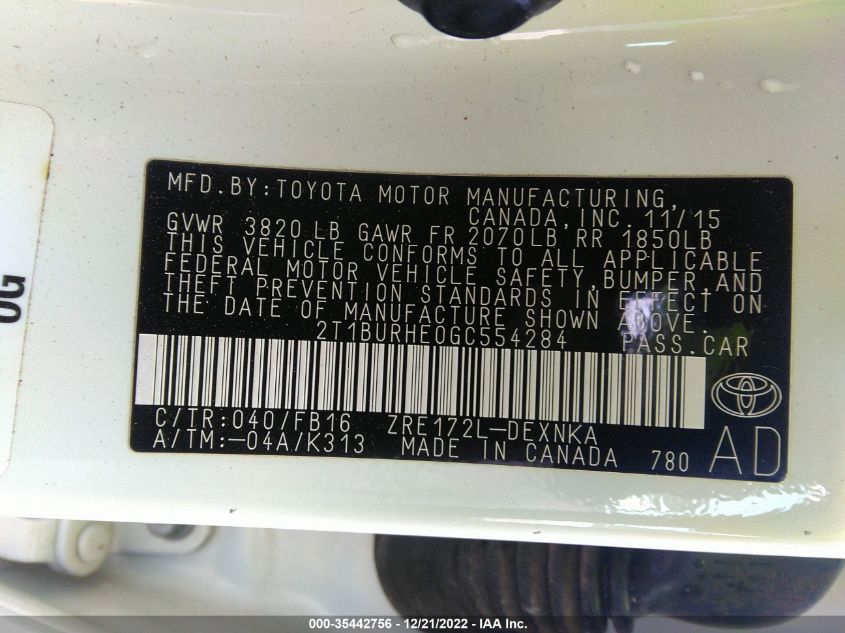 MFD.BY:TOYOTA MOTOR MANUFACTURING,
CANADA,INC. 11/15
GVWR 3820 LB GAWR FR 2070LB RR 1850LB
THIS VEHICLE CONFORMS TO ALL APPLICABLE
FEDERAL MOTOR VEHICLE SAFETY,BUMPER,AND
THEFT PREVENTION STANDARDS IN EFFECT ON
THE DATE OF MANUFACTURE SHOWN ABOVE.
2T1BURHE0GC554284 PASS.CAR
C/TR:040/FB16 ZRE172L-DEXNKA
A/TM:-04A/K313 MADE IN CANADA 780 AD
OG
000-35442756 - 12/21/2022 - IAA Inc.